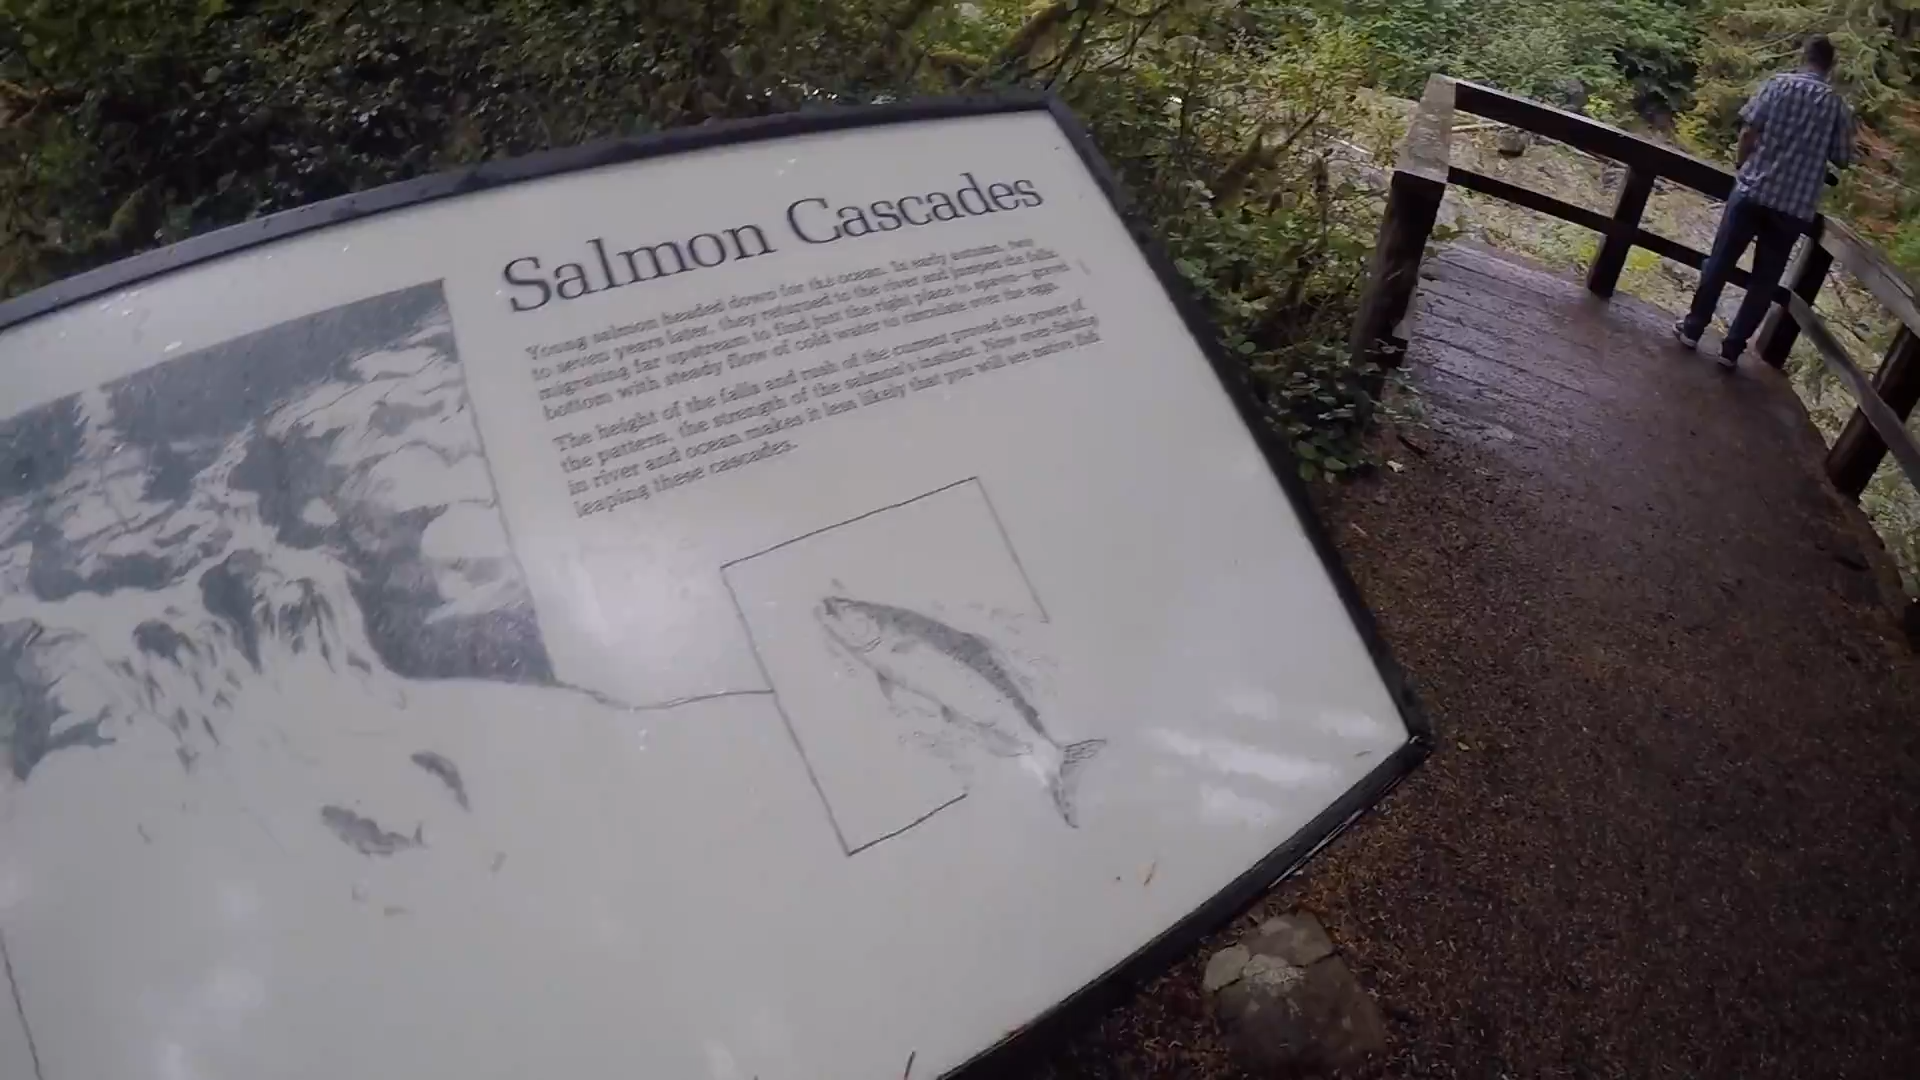 Salmon Cascades
Young salmon headed down for the ocean. In early autumn, two
to seven years later, they returned to the river and jumped the falls,
migrating far upstream to find just the right place to spawn—gravel
bottom with steady flow of cold water to circulate over the eggs.
The height of the falls and rush of the current proved the power of
the pattern, the strength of the salmon's instinct. Now over-fishing
in river and ocean makes it less likely that you will see native fish
leaping these cascades.